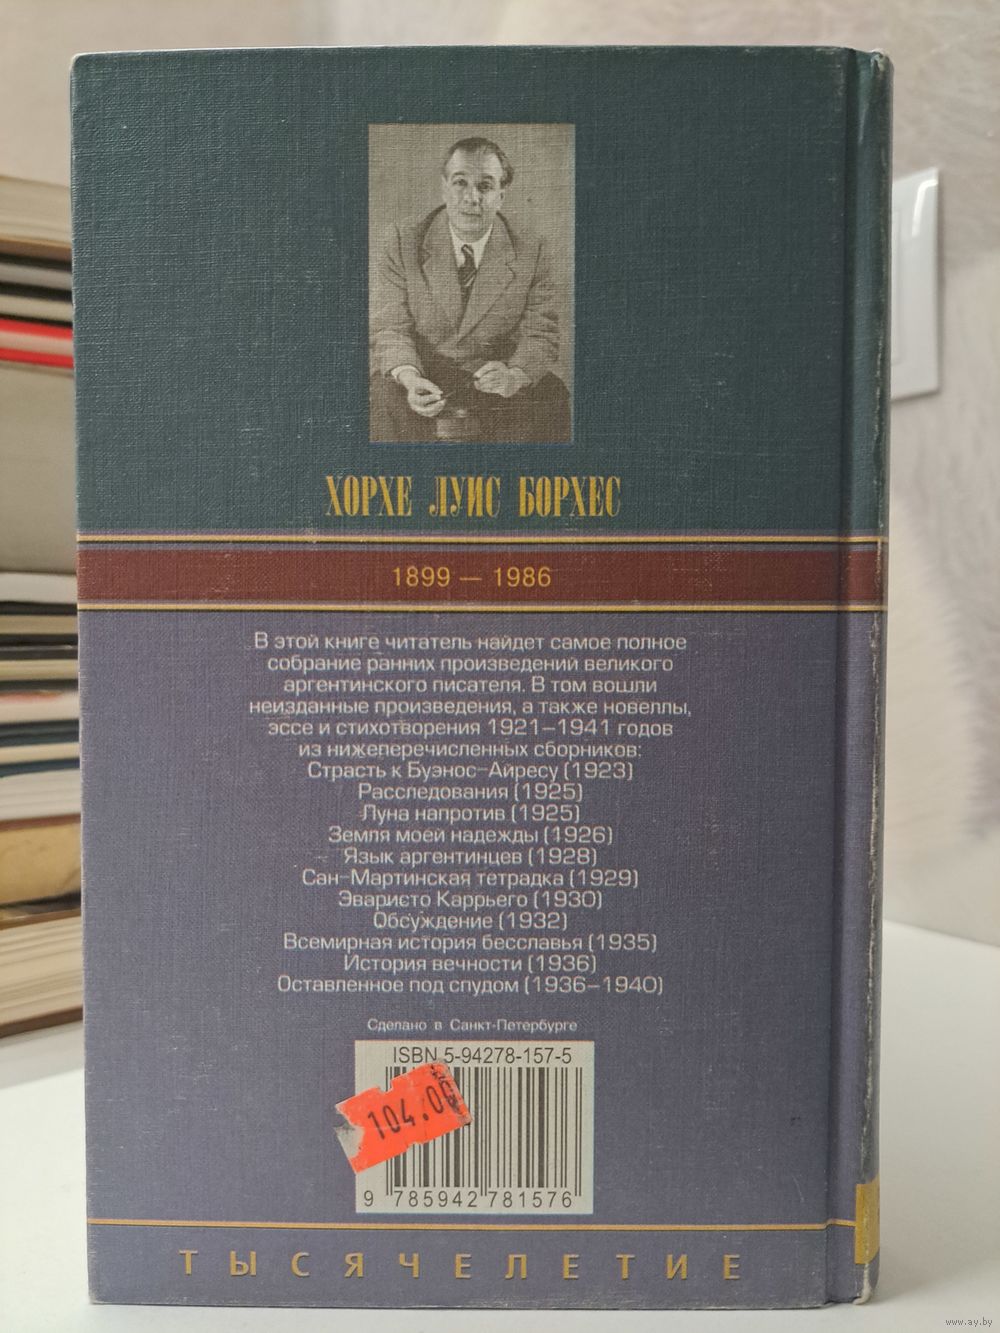 ХОРХЕ ЛУИС БОРХЕС
1899 — 1986
В этой книге читатель найдет самое полное
собрание ранних произведений великого
аргентинского писателя. В том вошли
неизданные произведения, а также новеллы,
эссе и стихотворения 1921–1941 годов
из нижеперечисленных сборников:
Страсть к Буэнос-Айресу (1923)
Расследования (1925)
Луна напротив (1925)
Земля моей надежды (1926)
Язык аргентинцев (1928)
Сан-Мартинская тетрадка (1929)
Эваристо Каррьего (1930)
Обсуждение (1932)
Всемирная история бесславья (1935)
История вечности (1936)
Оставленное под спудом (1936–1940)
Сделано в Санкт-Петербурге
ISBN 5-94278-157-5
104.00
9 785942 781576
ТЫСЯЧЕЛЕТИЕ
www.ay.by